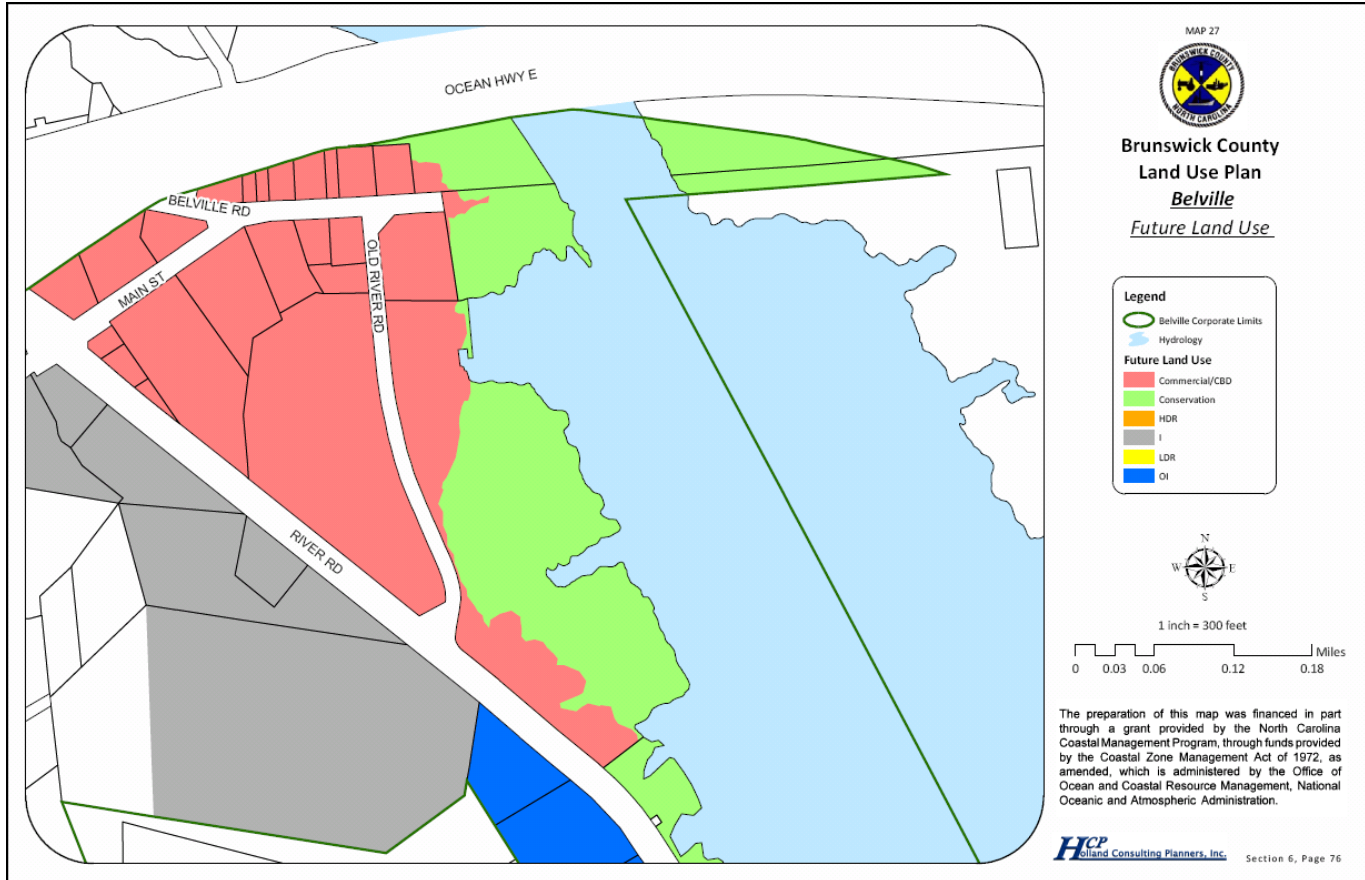 OCEAN HWY E
BELVILLE RD
MAIN ST
OLD RIVER RD
RIVER RD
MAP 27
BRUNSWICK COUNTY
NORTH CAROLINA
Brunswick County
Land Use Plan
Belville
Future Land Use
Legend
Belville Corporate Limits
Hydrology
Future Land Use
Commercial/CBD
Conservation
HDR
I
LDR
OI
N
W E
S
1 inch = 300 feet
Miles
0 0.03 0.06 0.12 0.18
The preparation of this map was financed in part
through a grant provided by the North Carolina
Coastal Management Program, through funds provided
by the Coastal Zone Management Act of 1972, as
amended, which is administered by the Office of
Ocean and Coastal Resource Management, National
Oceanic and Atmospheric Administration.
HCP
Holland Consulting Planners, Inc.
Section 6, Page 76